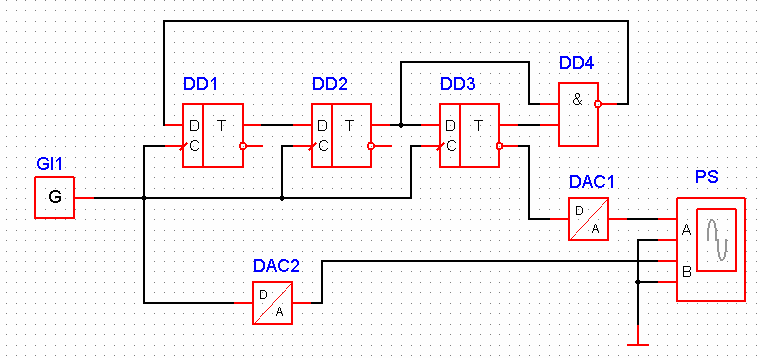 DD4
DD1 DD2 DD3
&
D T D T D T
C C C
GI1
G
DAC1 PS
D
A
A
DAC2
B
D
A